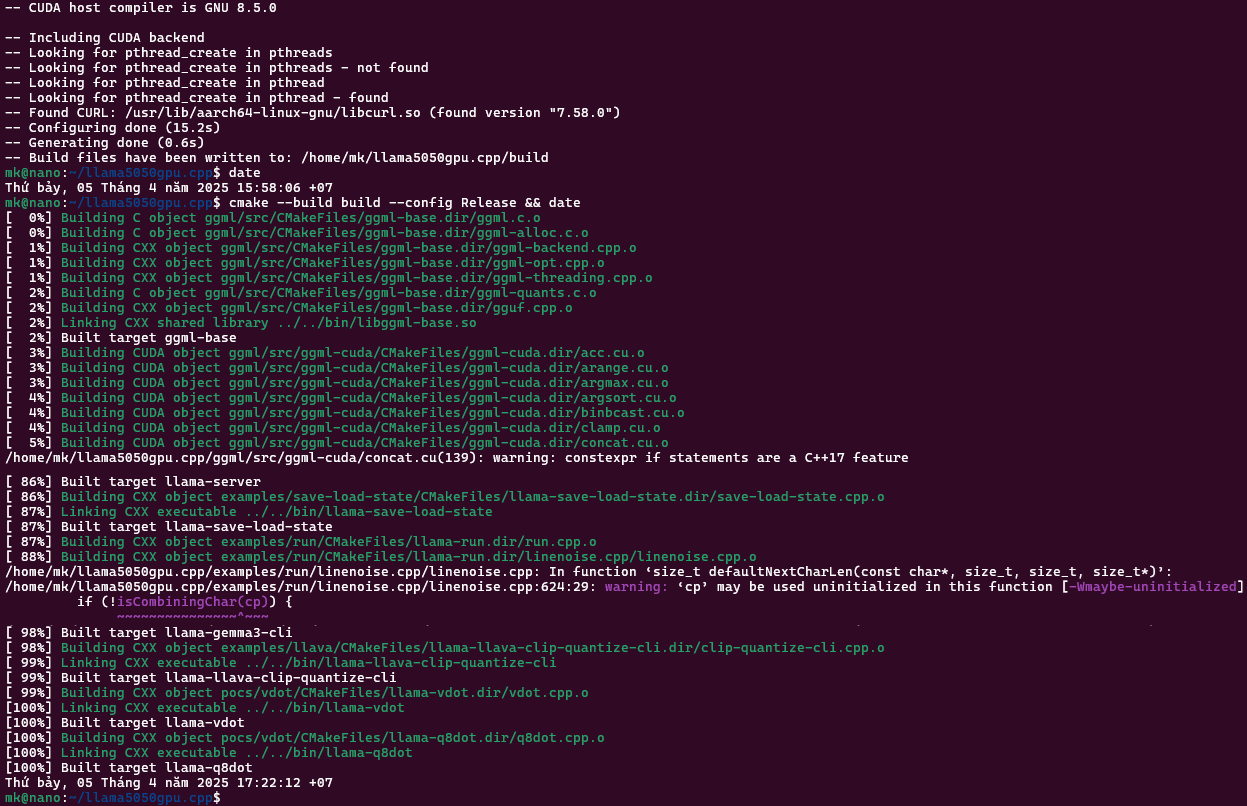 -- CUDA host compiler is GNU 8.5.0
-- Including CUDA backend
-- Looking for pthread_create in pthreads
-- Looking for pthread_create in pthreads - not found
-- Looking for pthread_create in pthread
-- Looking for pthread_create in pthread - found
-- Found CURL: /usr/lib/aarch64-linux-gnu/libcurl.so (found version "7.58.0")
-- Configuring done (15.2s)
-- Generating done (0.6s)
-- Build files have been written to: /home/mk/llama5050gpu.cpp/build
mk@nano:~/llama5050gpu.cpp$ date
Thứ bảy, 05 Tháng 4 năm 2025 15:58:06 +07
mk@nano:~/llama5050gpu.cpp$ cmake --build build --config Release && date
[  0%] Building C object ggml/src/CMakeFiles/ggml-base.dir/ggml.c.o
[  0%] Building C object ggml/src/CMakeFiles/ggml-base.dir/ggml-alloc.c.o
[  1%] Building CXX object ggml/src/CMakeFiles/ggml-base.dir/ggml-backend.cpp.o
[  1%] Building CXX object ggml/src/CMakeFiles/ggml-base.dir/ggml-opt.cpp.o
[  1%] Building CXX object ggml/src/CMakeFiles/ggml-base.dir/ggml-threading.cpp.o
[  2%] Building C object ggml/src/CMakeFiles/ggml-base.dir/ggml-quants.c.o
[  2%] Building CXX object ggml/src/CMakeFiles/ggml-base.dir/gguf.cpp.o
[  2%] Linking CXX shared library ../../bin/libggml-base.so
[  2%] Built target ggml-base
[  3%] Building CUDA object ggml/src/ggml-cuda/CMakeFiles/ggml-cuda.dir/acc.cu.o
[  3%] Building CUDA object ggml/src/ggml-cuda/CMakeFiles/ggml-cuda.dir/arange.cu.o
[  3%] Building CUDA object ggml/src/ggml-cuda/CMakeFiles/ggml-cuda.dir/argmax.cu.o
[  4%] Building CUDA object ggml/src/ggml-cuda/CMakeFiles/ggml-cuda.dir/argsort.cu.o
[  4%] Building CUDA object ggml/src/ggml-cuda/CMakeFiles/ggml-cuda.dir/binbcast.cu.o
[  4%] Building CUDA object ggml/src/ggml-cuda/CMakeFiles/ggml-cuda.dir/clamp.cu.o
[  5%] Building CUDA object ggml/src/ggml-cuda/CMakeFiles/ggml-cuda.dir/concat.cu.o
/home/mk/llama5050gpu.cpp/ggml/src/ggml-cuda/concat.cu(139): warning: constexpr if statements are a C++17 feature
[ 86%] Built target llama-server
[ 86%] Building CXX object examples/save-load-state/CMakeFiles/llama-save-load-state.dir/save-load-state.cpp.o
[ 87%] Linking CXX executable ../../bin/llama-save-load-state
[ 87%] Built target llama-save-load-state
[ 87%] Building CXX object examples/run/CMakeFiles/llama-run.dir/run.cpp.o
[ 88%] Building CXX object examples/run/CMakeFiles/llama-run.dir/linenoise.cpp/linenoise.cpp.o
/home/mk/llama5050gpu.cpp/examples/run/linenoise.cpp/linenoise.cpp: In function ‘size_t defaultNextCharLen(const char*, size_t, size_t, size_t*)’:
/home/mk/llama5050gpu.cpp/examples/run/linenoise.cpp/linenoise.cpp:624:29: warning: ‘cp’ may be used uninitialized in this function [-Wmaybe-uninitialized]
         if (!isCombiningChar(cp)) {
              ~~~~~~~~~~~~~~~^~~~
[ 98%] Built target llama-gemma3-cli
[ 98%] Building CXX object examples/llava/CMakeFiles/llama-llava-clip-quantize-cli.dir/clip-quantize-cli.cpp.o
[ 99%] Linking CXX executable ../../bin/llama-llava-clip-quantize-cli
[ 99%] Built target llama-llava-clip-quantize-cli
[ 99%] Building CXX object pocs/vdot/CMakeFiles/llama-vdot.dir/vdot.cpp.o
[100%] Linking CXX executable ../../bin/llama-vdot
[100%] Built target llama-vdot
[100%] Building CXX object pocs/vdot/CMakeFiles/llama-q8dot.dir/q8dot.cpp.o
[100%] Linking CXX executable ../../bin/llama-q8dot
[100%] Built target llama-q8dot
Thứ bảy, 05 Tháng 4 năm 2025 17:22:12 +07
mk@nano:~/llama5050gpu.cpp$